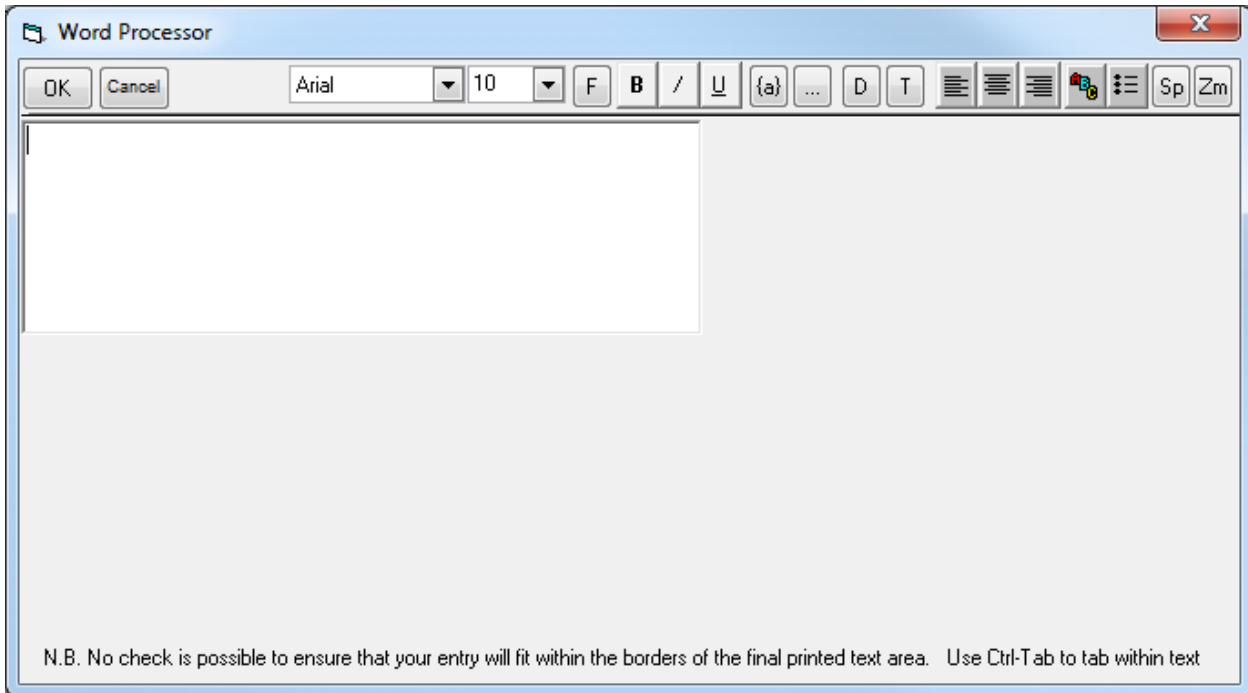 Word Processor
OK Cancel Arial 10 F B / U {a} ... D T ABC Sp Zm
N.B. No check is possible to ensure that your entry will fit within the borders of the final printed text area. Use Ctrl-Tab to tab within text